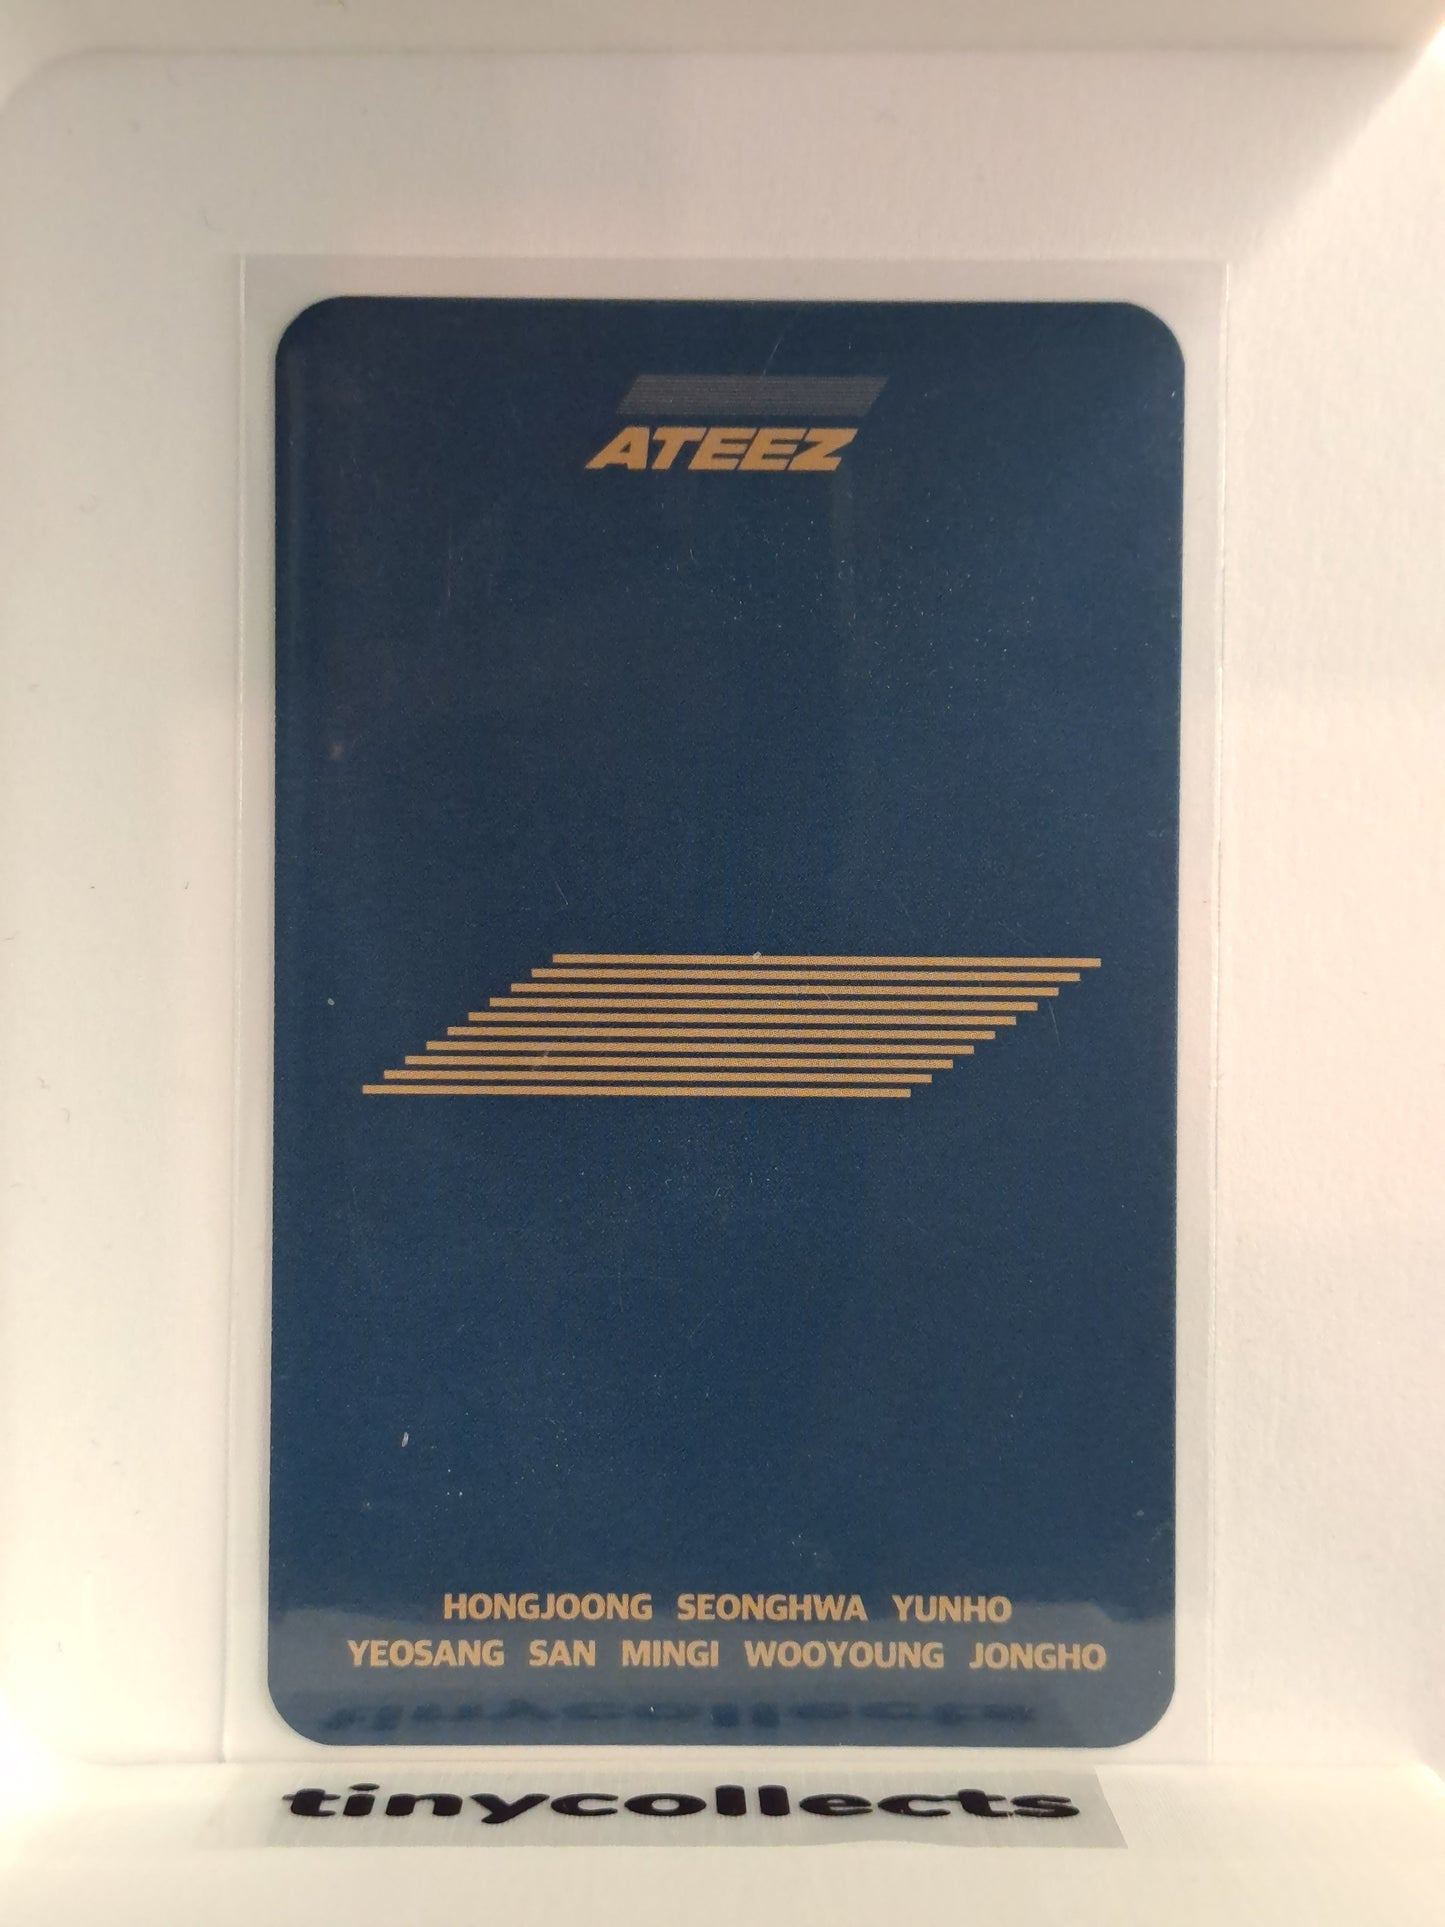 ATEEZ
HONGJOONG SEONGHWA YUNHO
YEOSANG SAN MINGI WOOYOUNG JONGHO
tinycollects